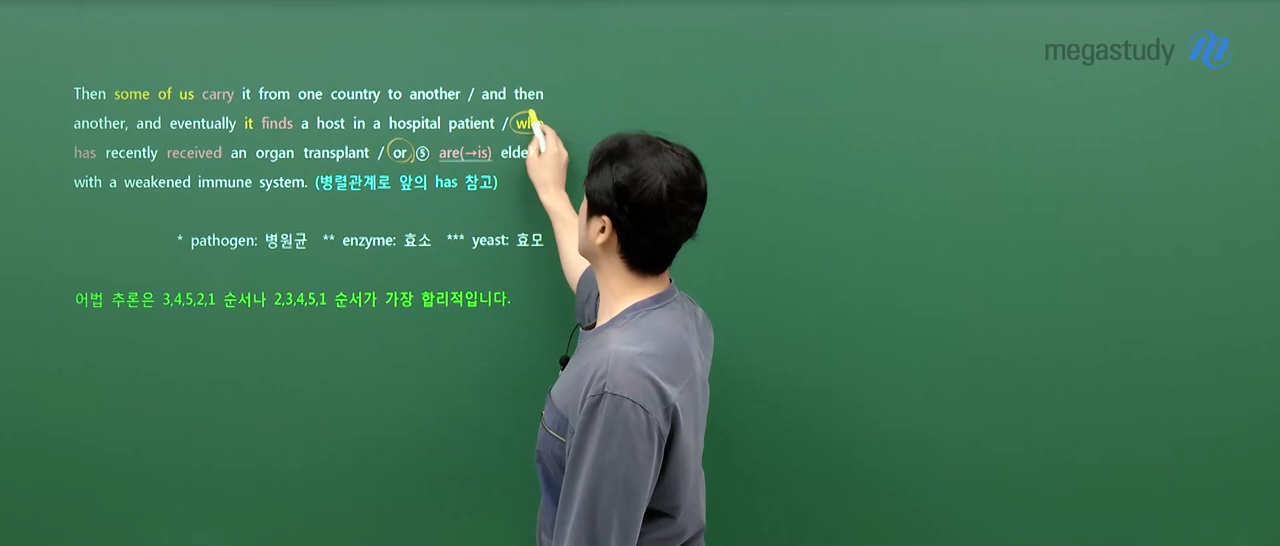 megastudy
Then some of us carry it from one country to another / and then
another, and eventually it finds a host in a hospital patient /
has recently received an organ transplant / or ⑤ are(→is)
with a weakened immune system. (병렬관계로 앞의 has 참고)
* pathogen: 병원균 ** enzyme: 효소 *** yeast: 효모
어법 추론은 3,4,5,2,1 순서나 2,3,4,5,1 순서가 가장 합리적입니다.